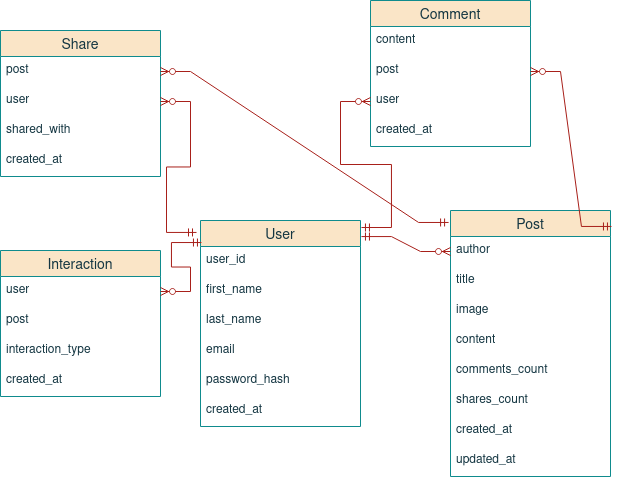 Share
post
user
shared_with
created_at
Comment
content
post
user
created_at
Interaction
user
post
interaction_type
created_at
User
user_id
first_name
last_name
email
password_hash
created_at
Post
author
title
image
content
comments_count
shares_count
created_at
updated_at